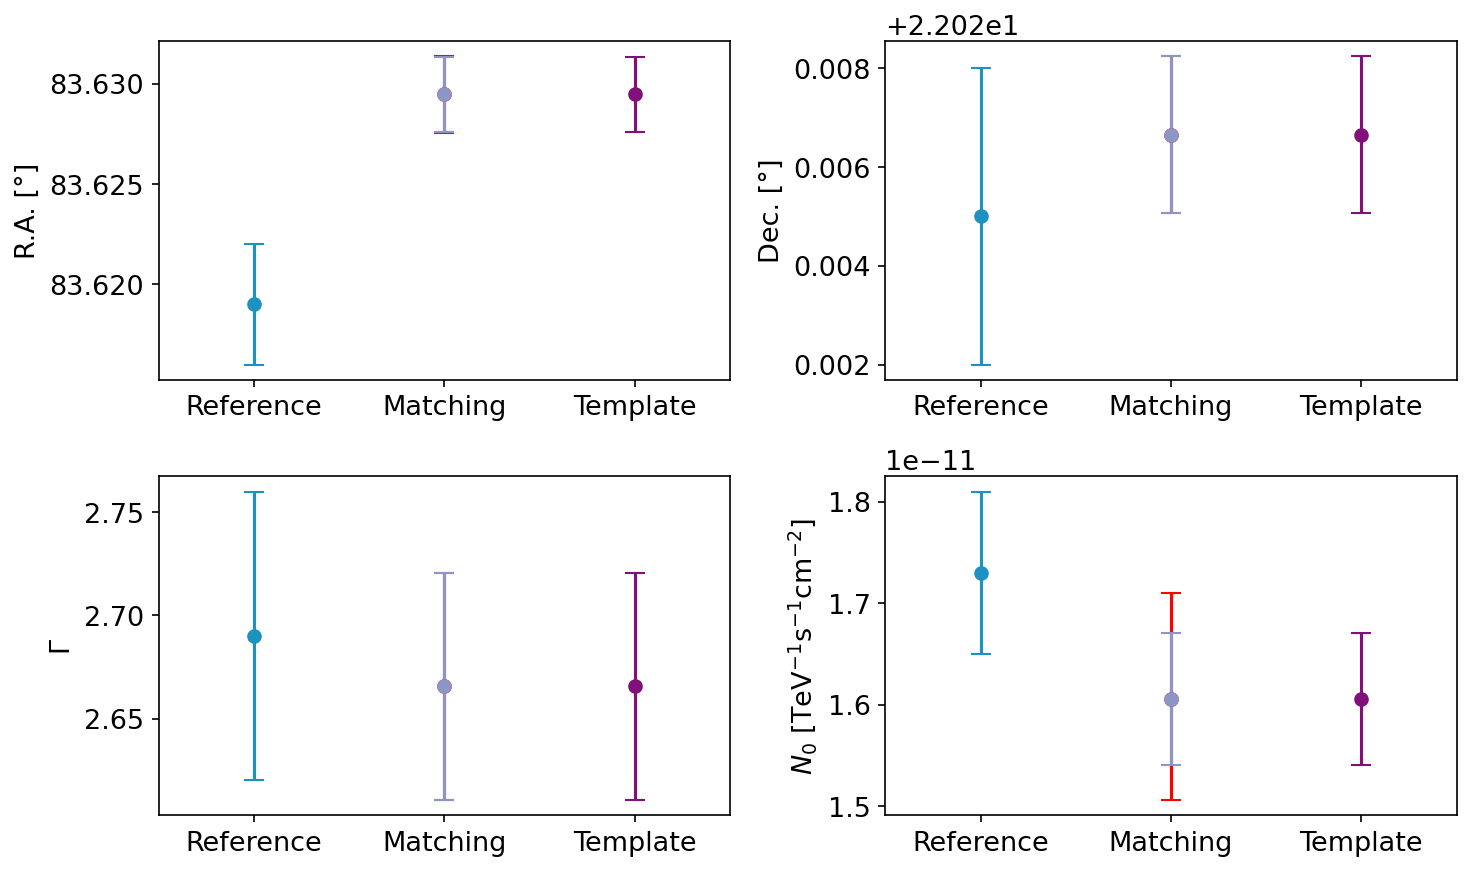 R.A. [°]
83.630
83.625
83.620
Reference Matching Template
+2.202e1
Dec. [°]
0.008
0.006
0.004
0.002
Reference Matching Template
Γ
2.75
2.70
2.65
Reference Matching Template
1e−11
N₀ [TeV⁻¹s⁻¹cm⁻²]
1.8
1.7
1.6
1.5
Reference Matching Template